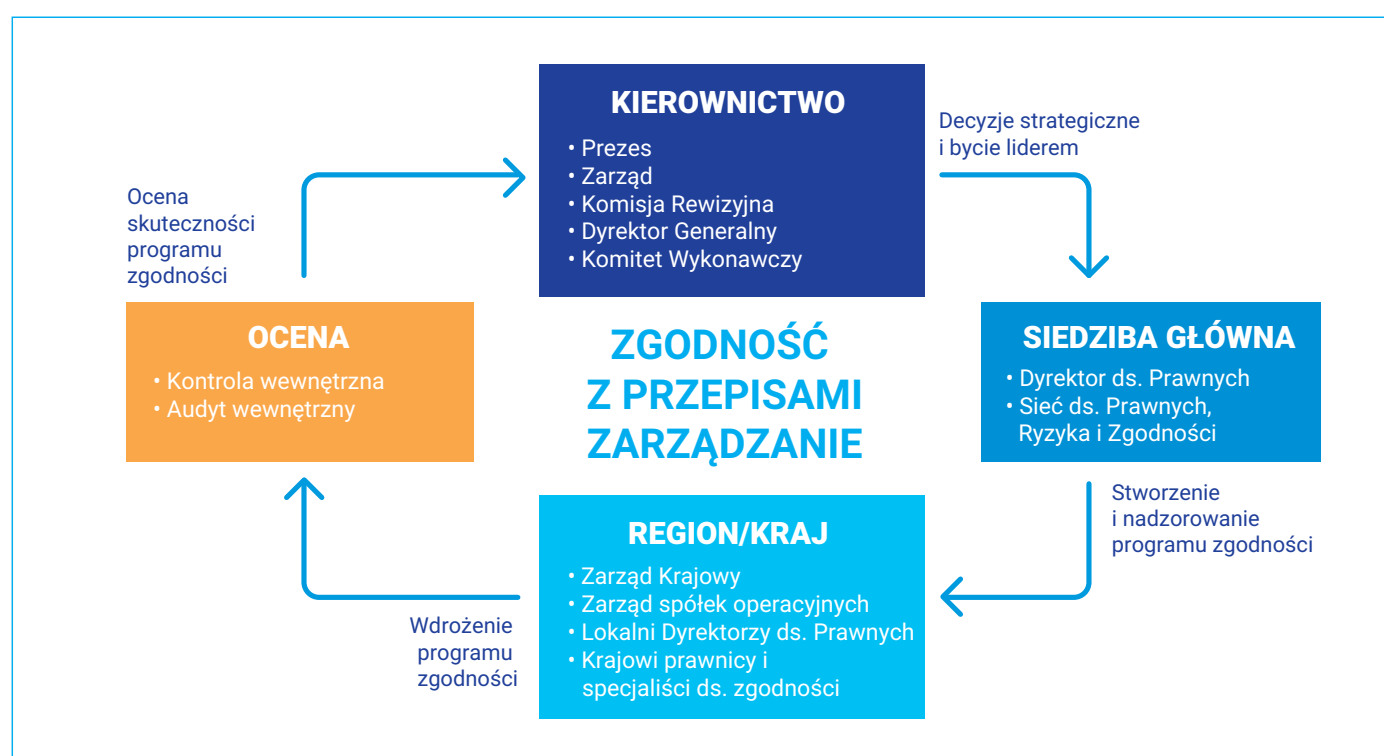 KIEROWNICTWO
• Prezes
• Zarząd
• Komisja Rewizyjna
• Dyrektor Generalny
• Komitet Wykonawczy
Decyzje strategiczne
i bycie liderem
SIEDZIBA GŁÓWNA
• Dyrektor ds. Prawnych
• Sieć ds. Prawnych,
Ryzyka i Zgodności
Stworzenie
i nadzorowanie
programu zgodności
REGION/KRAJ
• Zarząd Krajowy
• Zarząd spółek operacyjnych
• Lokalni Dyrektorzy ds. Prawnych
• Krajowi prawnicy i
specjaliści ds. zgodności
Wdrożenie
programu
zgodności
OCENA
• Kontrola wewnętrzna
• Audyt wewnętrzny
Ocena
skuteczności
programu
zgodności
ZGODNOŚĆ
Z PRZEPISAMI
ZARZĄDZANIE